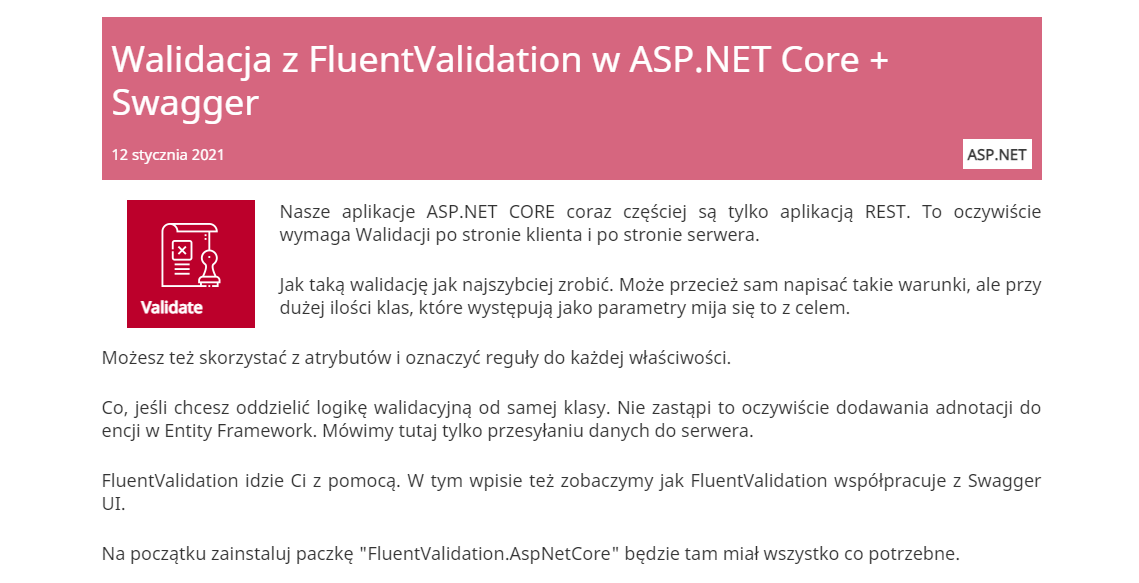 Walidacja z FluentValidation w ASP.NET Core +
Swagger
12 stycznia 2021
ASP.NET
Validate
Nasze aplikacje ASP.NET CORE coraz częściej są tylko aplikacją REST. To oczywiście
wymaga Walidacji po stronie klienta i po stronie serwera.
Jak taką walidację jak najszybciej zrobić. Może przecież sam napisać takie warunki, ale przy
dużej ilości klas, które występują jako parametry mija się to z celem.
Możesz też skorzystać z atrybutów i oznaczyć reguły do każdej właściwości.
Co, jeśli chcesz oddzielić logikę walidacyjną od samej klasy. Nie zastąpi to oczywiście dodawania adnotacji do
encji w Entity Framework. Mówimy tutaj tylko przesyłaniu danych do serwera.
FluentValidation idzie Ci z pomocą. W tym wpisie też zobaczymy jak FluentValidation współpracuje z Swagger
UI.
Na początku zainstaluj paczkę "FluentValidation.AspNetCore" będzie tam miał wszystko co potrzebne.